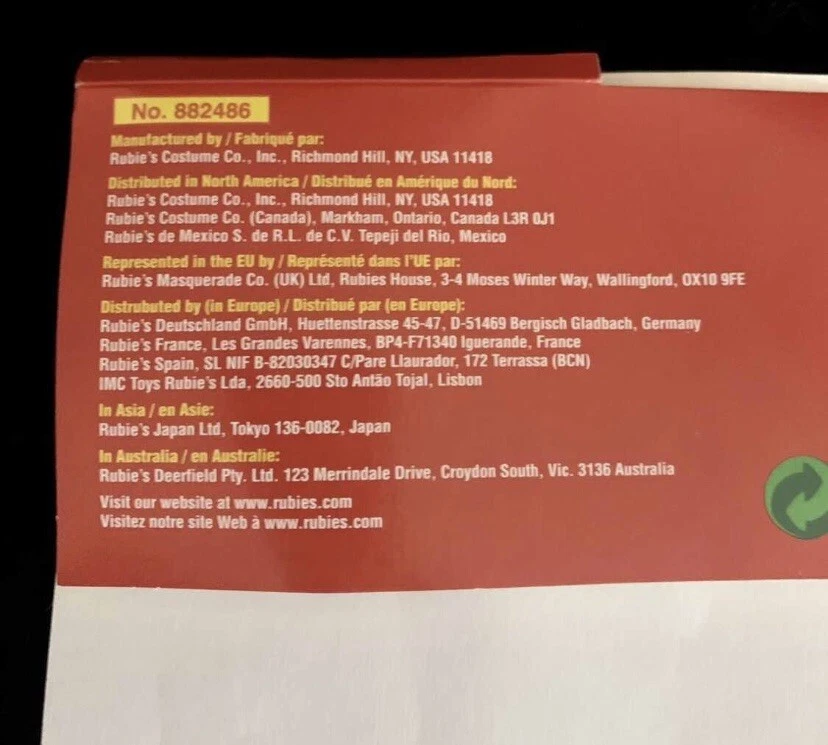 No. 882486
Manufactured by / Fabriqué par:
Rubie's Costume Co., Inc., Richmond Hill, NY, USA 11418
Distributed in North America / Distribué en Amérique du Nord:
Rubie's Costume Co., Inc., Richmond Hill, NY, USA 11418
Rubie's Costume Co. (Canada), Markham, Ontario, Canada L3R 0J1
Rubie's de Mexico S. de R.L. de C.V. Tepeji del Rio, Mexico
Represented in the EU by / Représenté dans l'UE par:
Rubie's Masquerade Co. (UK) Ltd, Rubies House, 3-4 Moses Winter Way, Wallingford, OX10 9FE
Distrubuted by (in Europe) / Distribué par (en Europe):
Rubie's Deutschland GmbH, Huettenstrasse 45-47, D-51469 Bergisch Gladbach, Germany
Rubie's France, Les Grandes Varennes, BP4-F71340 Iguerande, France
Rubie's Spain, SL NIF B-82030347 C/Pare Llaurador, 172 Terrassa (BCN)
IMC Toys Rubie's Lda, 2660-500 Sto Antão Tojal, Lisbon
In Asia / en Asie:
Rubie's Japan Ltd, Tokyo 136-0082, Japan
In Australia / en Australie:
Rubie's Deerfield Pty. Ltd. 123 Merrindale Drive, Croydon South, Vic. 3136 Australia
Visit our website at www.rubies.com
Visitez notre site Web à www.rubies.com